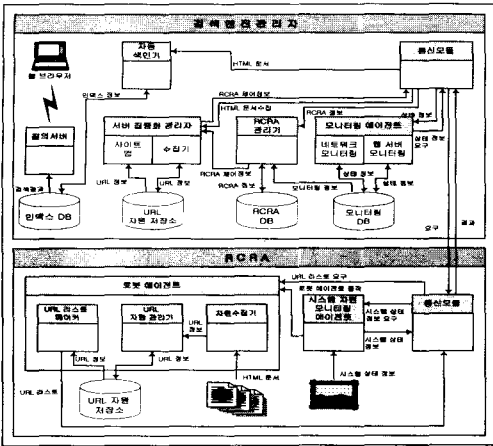 검색엔진관리자
자동
색인기
통신모듈
웹 브라우저
HTML 문서
인덱스 정보
RCRA 제어정보
HTML 문서수집
RCRA 정보
상태 정보
질의서버
서버 집중화 관리자
사이트
맵
수집기
RCRA
관리기
모니터링 에이전트
네트워크
모니터링
웹 서버
모니터링
상태 정보
요구
검색결과
URL 정보
URL 정보
RCRA 제어정보
RCRA 정보
모니터링 정보
상태 정보
인덱스 DB
URL
자원 저장소
RCRA
DB
모니터링
DB
요구
결과
RCRA
URL 리스트 요구
로봇 에이전트 동작
로봇 에이전트
URL 리스트
URL
자원 관리기
자원수집기
URL
정보
시스템 자원
모니터링
에이전트
통신모듈
시스템 상태
정보 요구
시스템 상태
정보
URL 정보
URL 정보
HTML 문서
시스템 상태 정보
URL 리스트
URL 자원
저장소